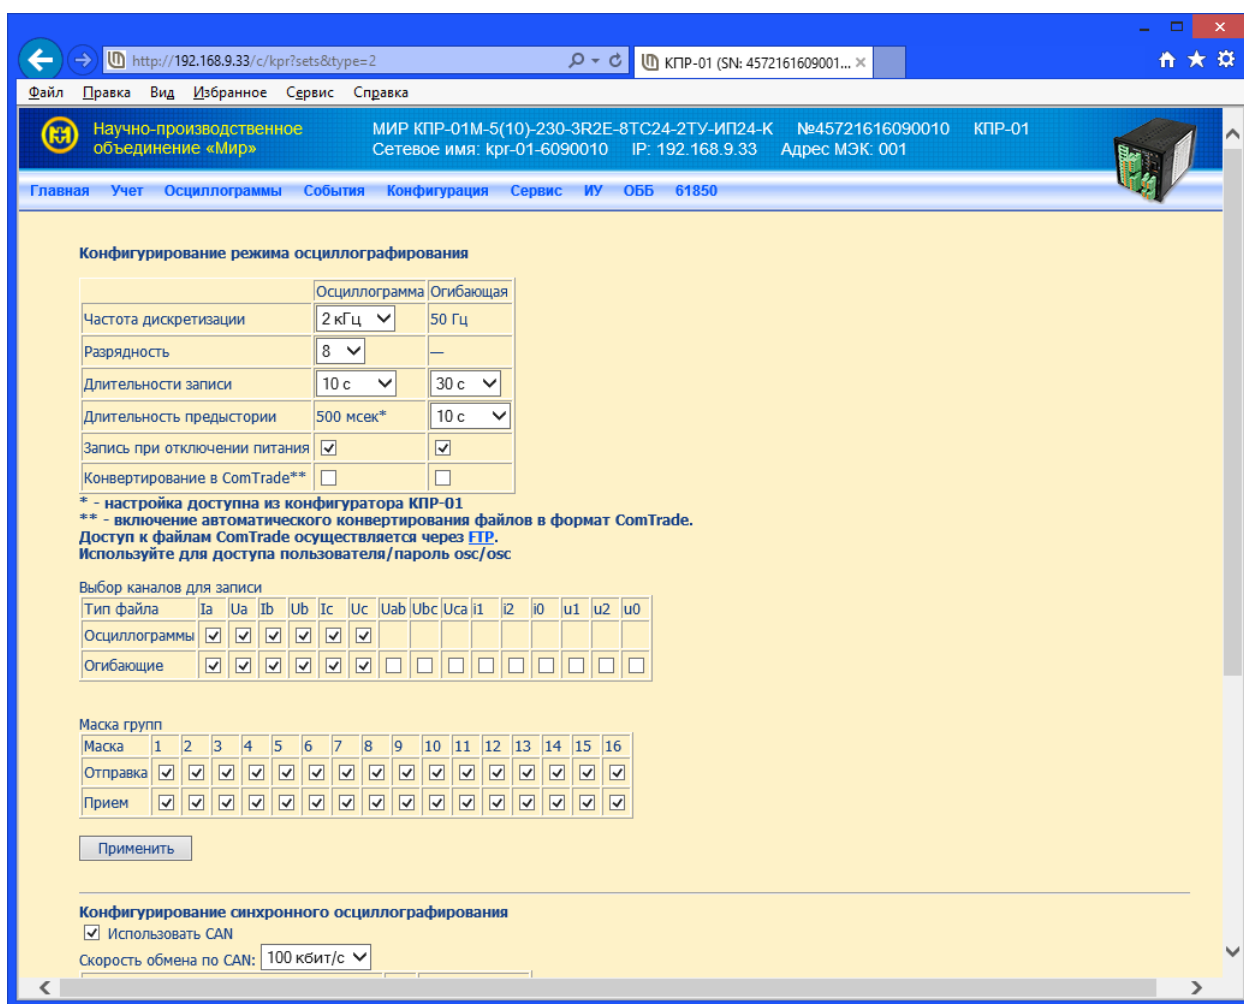 http://192.168.9.33/c/kpr?sets&type=2
КПР-01 (SN: 4572161609001...
Файл Правка Вид Избранное Сервис Справка
Научно-производственное
объединение «Мир»
МИР КПР-01М-5(10)-230-3R2E-8ТС24-2ТУ-ИП24-К №45721616090010 КПР-01
Сетевое имя: kpr-01-6090010 IP: 192.168.9.33 Адрес МЭК: 001
Главная Учет Осциллограммы События Конфигурация Сервис ИУ ОББ 61850
Конфигурирование режима осциллографирования
Осциллограмма Огибающая
Частота дискретизации 2 кГц 50 Гц
Разрядность 8 —
Длительности записи 10 с 30 с
Длительность предыстории 500 мсек* 10 с
Запись при отключении питания
Конвертирование в ComTrade**
* - настройка доступна из конфигуратора КПР-01
** - включение автоматического конвертирования файлов в формат ComTrade.
Доступ к файлам ComTrade осуществляется через FTP.
Используйте для доступа пользователя/пароль osc/osc
Выбор каналов для записи
Тип файла Ia Ua Ib Ub Ic Uc Uab Ubc Uca i1 i2 i0 u1 u2 u0
Осциллограммы
Огибающие
Маска групп
Маска 1 2 3 4 5 6 7 8 9 10 11 12 13 14 15 16
Отправка
Прием
Применить
Конфигурирование синхронного осциллографирования
Использовать CAN
Скорость обмена по CAN: 100 кбит/с